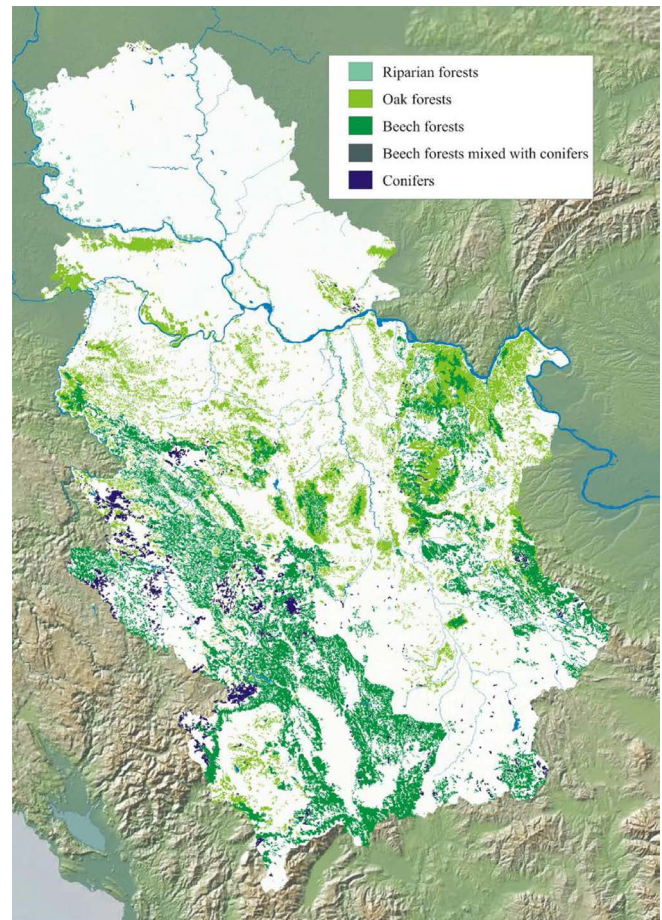 Riparian forests
Oak forests
Beech forests
Beech forests mixed with conifers
Conifers